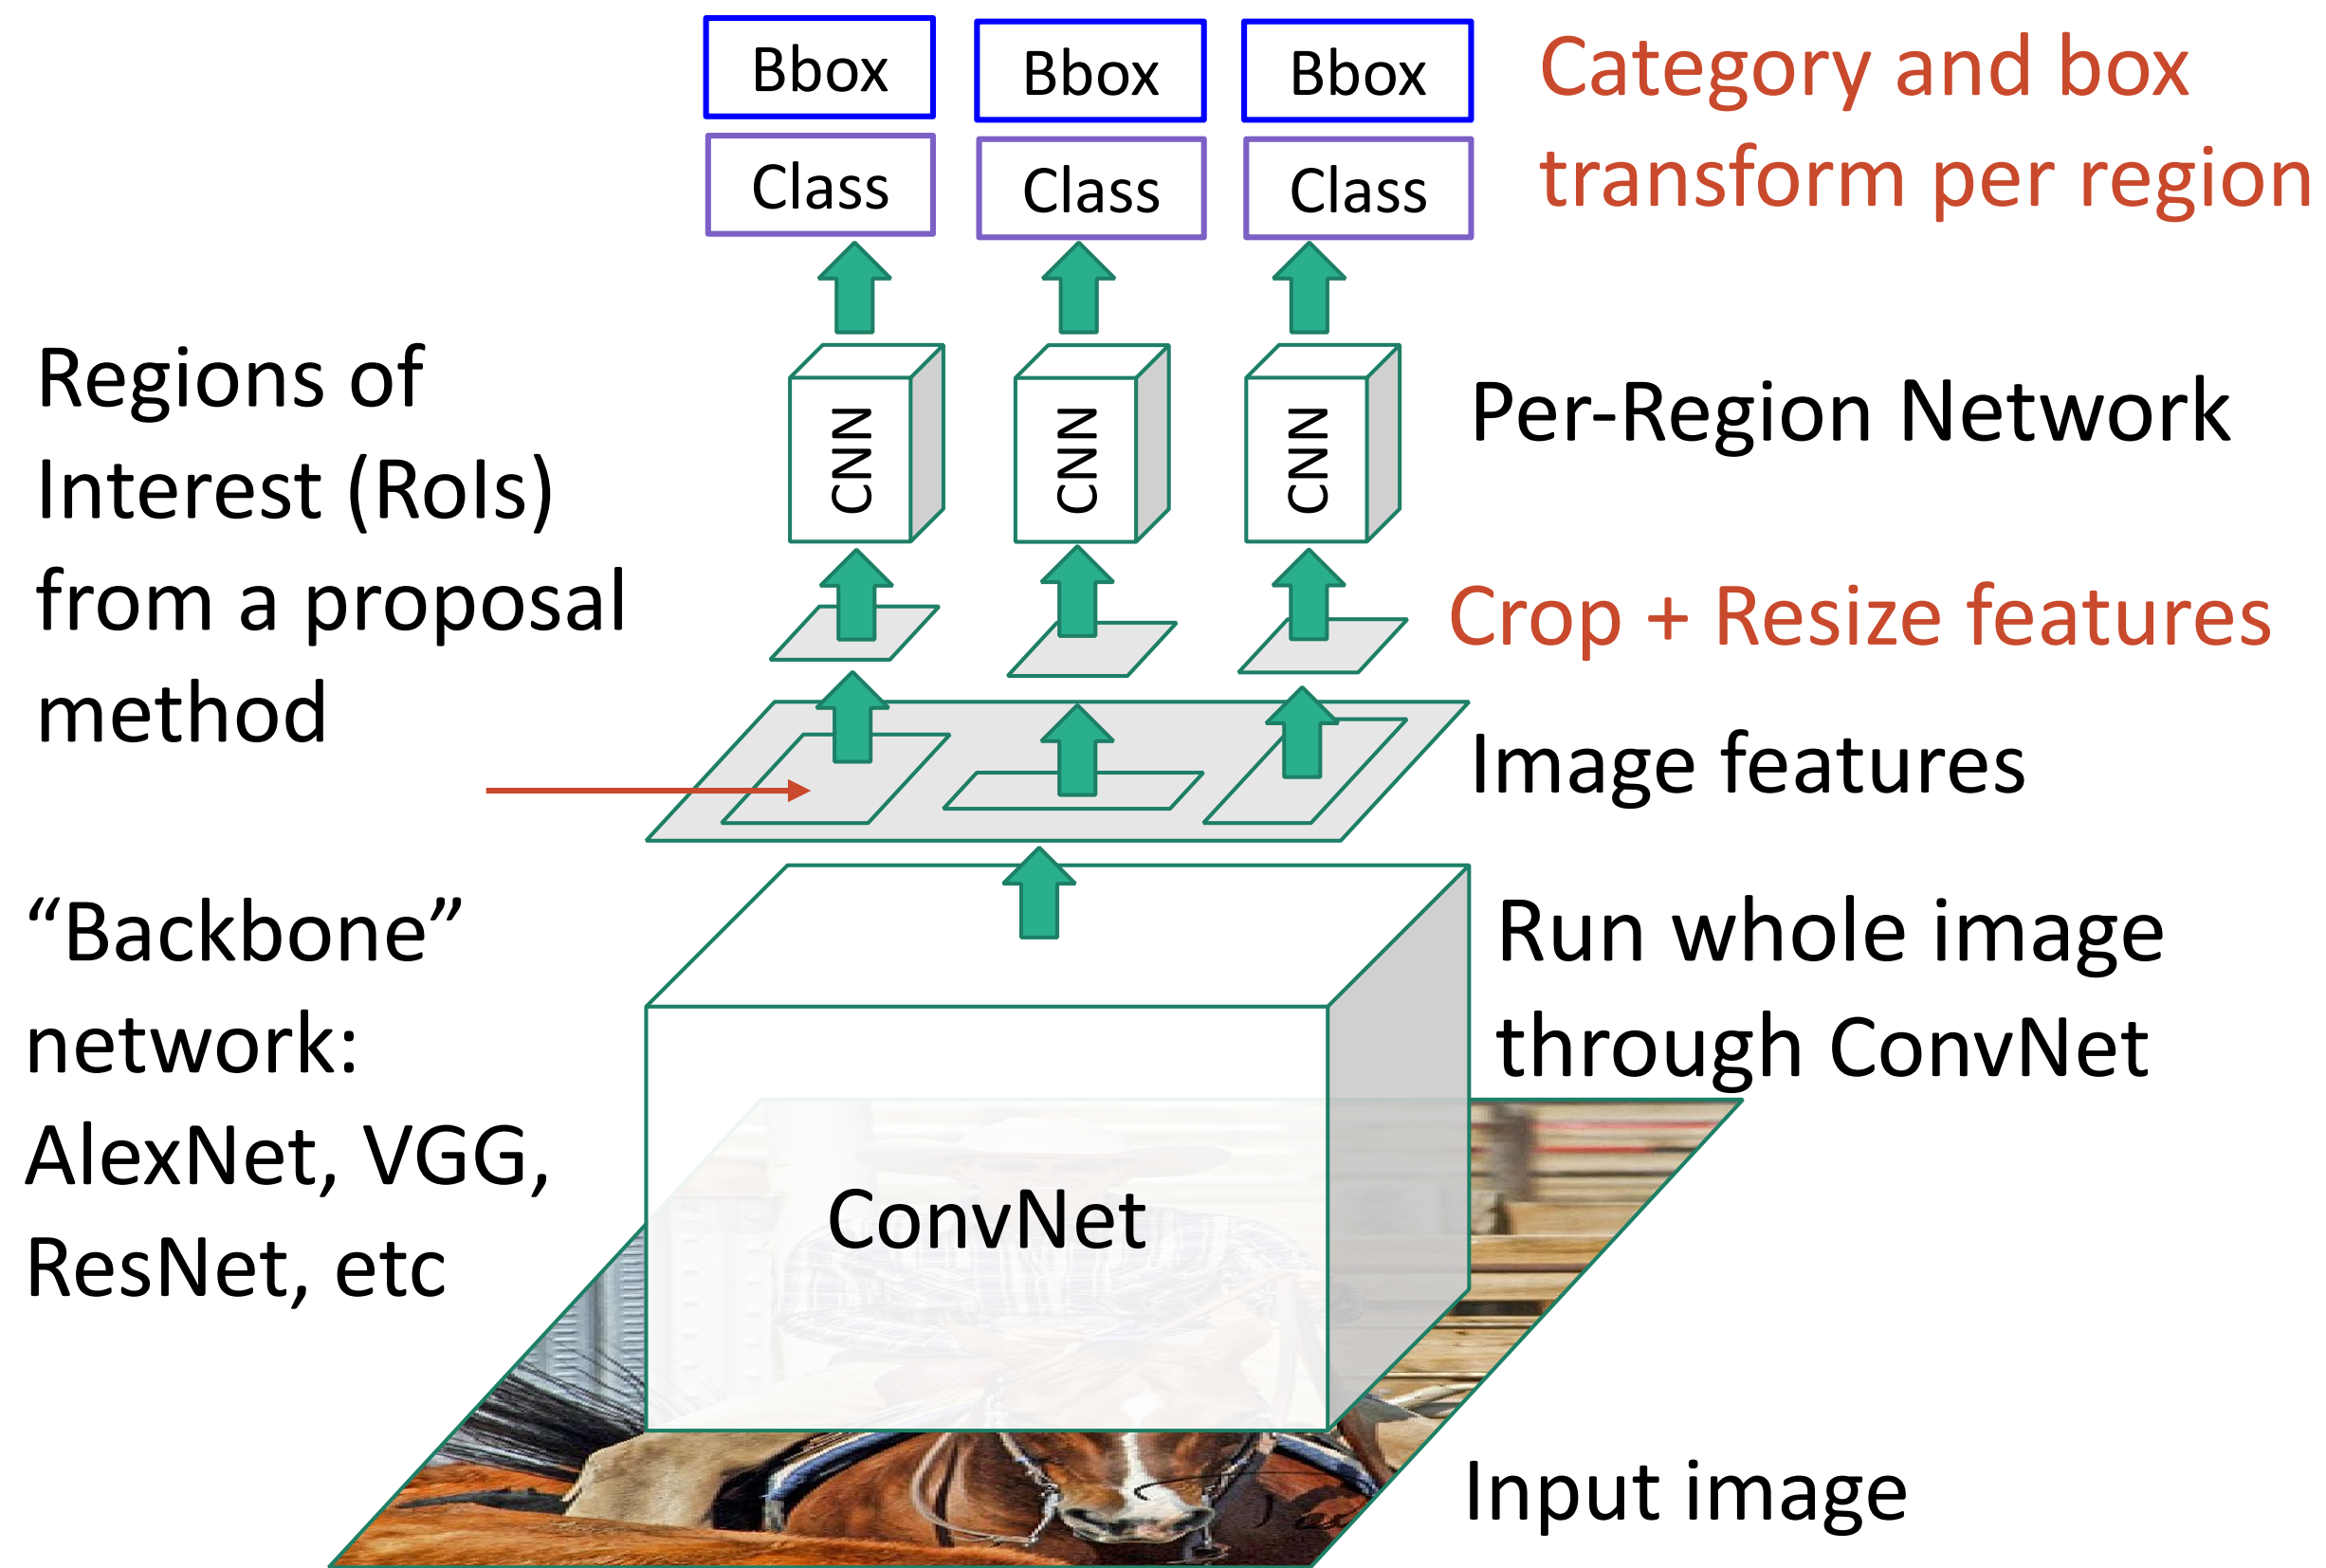 Bbox
Bbox
Bbox
Class
Class
Class
Category and box
transform per region
Regions of
Interest (RoIs)
from a proposal
method
CNN
CNN
CNN
Per-Region Network
Crop + Resize features
Image features
“Backbone”
network:
AlexNet, VGG,
ResNet, etc
Run whole image
through ConvNet
ConvNet
Input image